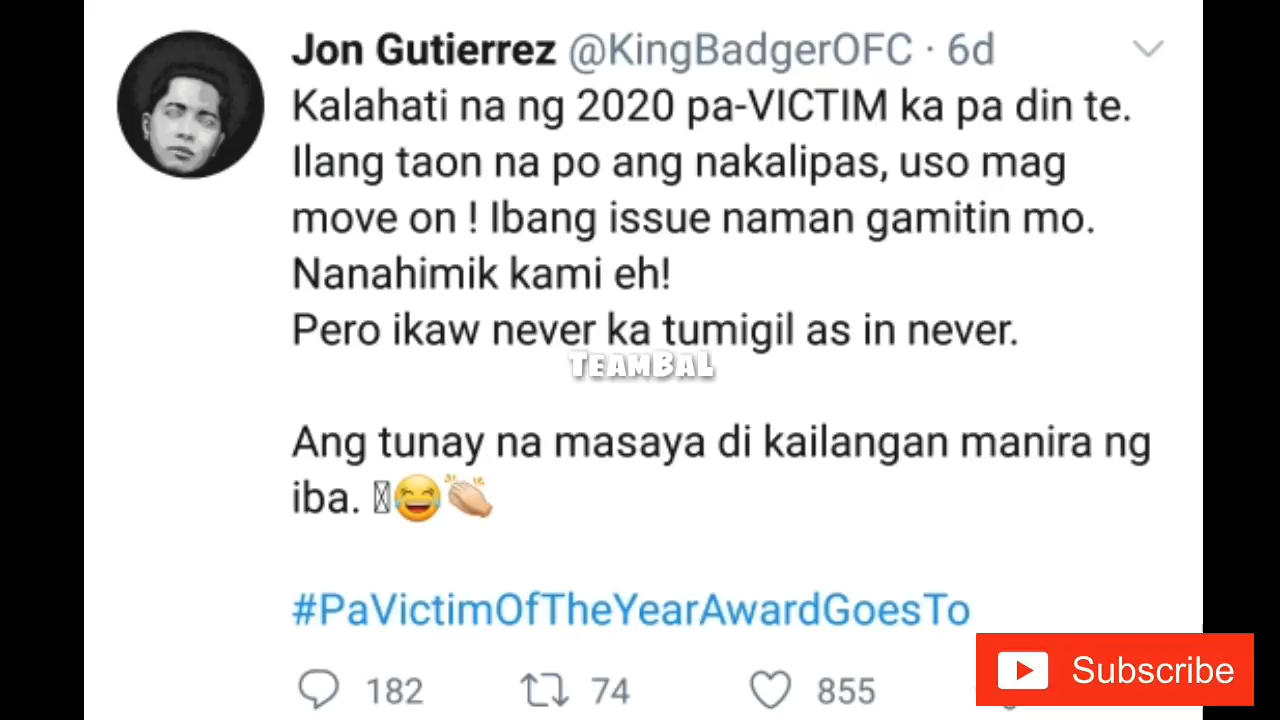 Jon Gutierrez @KingBadgerOFC · 6d
Kalahati na ng 2020 pa-VICTIM ka pa din te.
Ilang taon na po ang nakalipas, uso mag
move on ! Ibang issue naman gamitin mo.
Nanahimik kami eh!
Pero ikaw never ka tumigil as in never.
TEAMBAL
Ang tunay na masaya di kailangan manira ng
iba. 😂👏🏻
#PaVictimOfTheYearAwardGoesTo
182 74 855
Subscribe